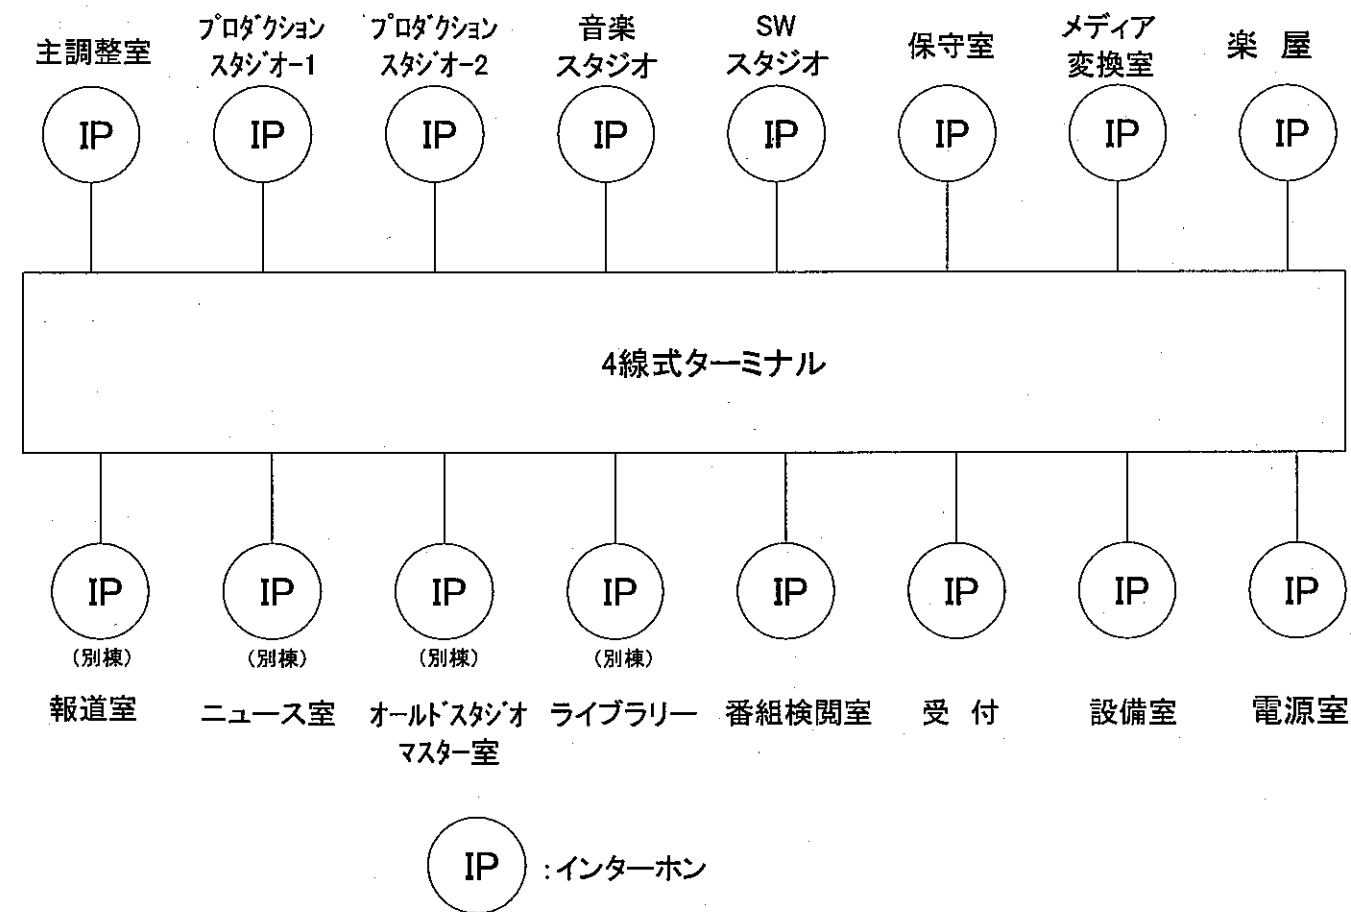 主調整室
プロダクション
スタジオ-1
プロダクション
スタジオ-2
音楽
スタジオ
SW
スタジオ
保守室
メディア
変換室
楽 屋
IP
IP
IP
IP
IP
IP
IP
IP
4線式ターミナル
IP
IP
IP
IP
IP
IP
IP
IP
(別棟)
(別棟)
(別棟)
(別棟)
報道室
ニュース室
オールドスタジオ
マスター室
ライブラリー
番組検閲室
受 付
設備室
電源室
IP
:インターホン